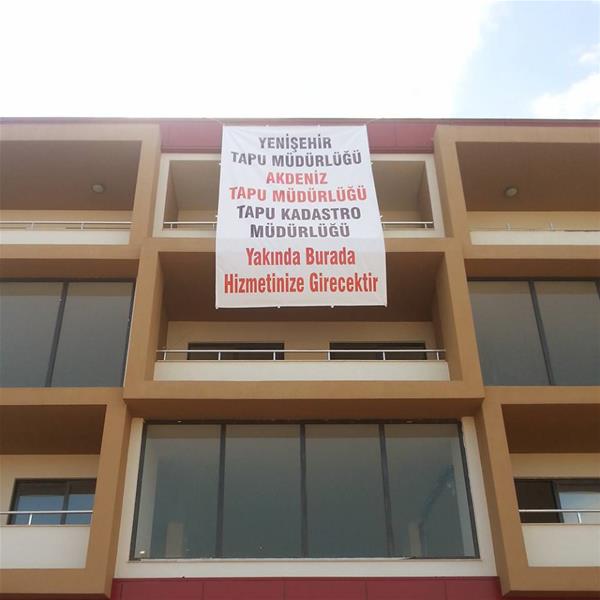 YENİŞEHİR
TAPU MÜDÜRLÜĞÜ
AKDENİZ
TAPU MÜDÜRLÜĞÜ
TAPU KADASTRO
MÜDÜRLÜĞÜ
Yakında Burada
Hizmetinize Girecektir